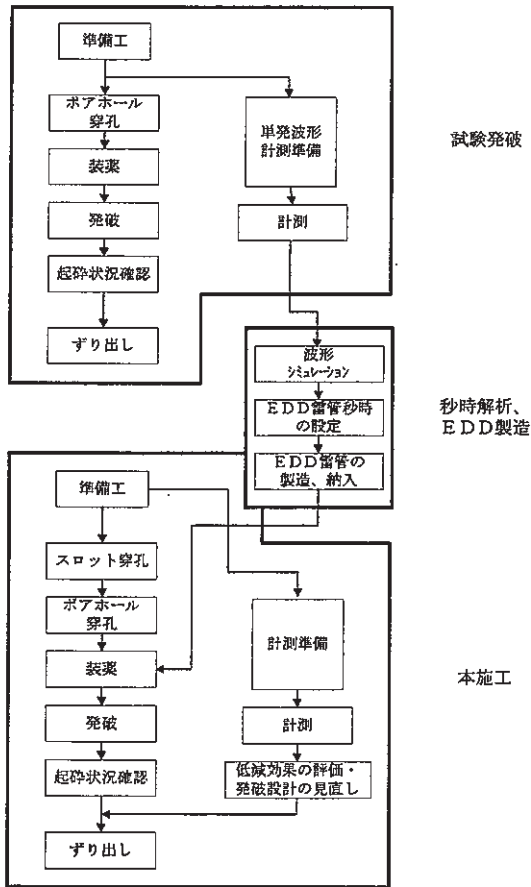 準備工
ボアホール
穿孔
装薬
発破
起砕状況確認
ずり出し
単発波形
計測準備
計測
試験発破
波形
シミュレーション
EDD雷管秒時
の設定
EDD雷管の
製造、納入
秒時解析、
EDD製造
準備工
スロット穿孔
ボアホール
穿孔
装薬
発破
起砕状況確認
ずり出し
計測準備
計測
低減効果の評価・
発破設計の見直し
本施工